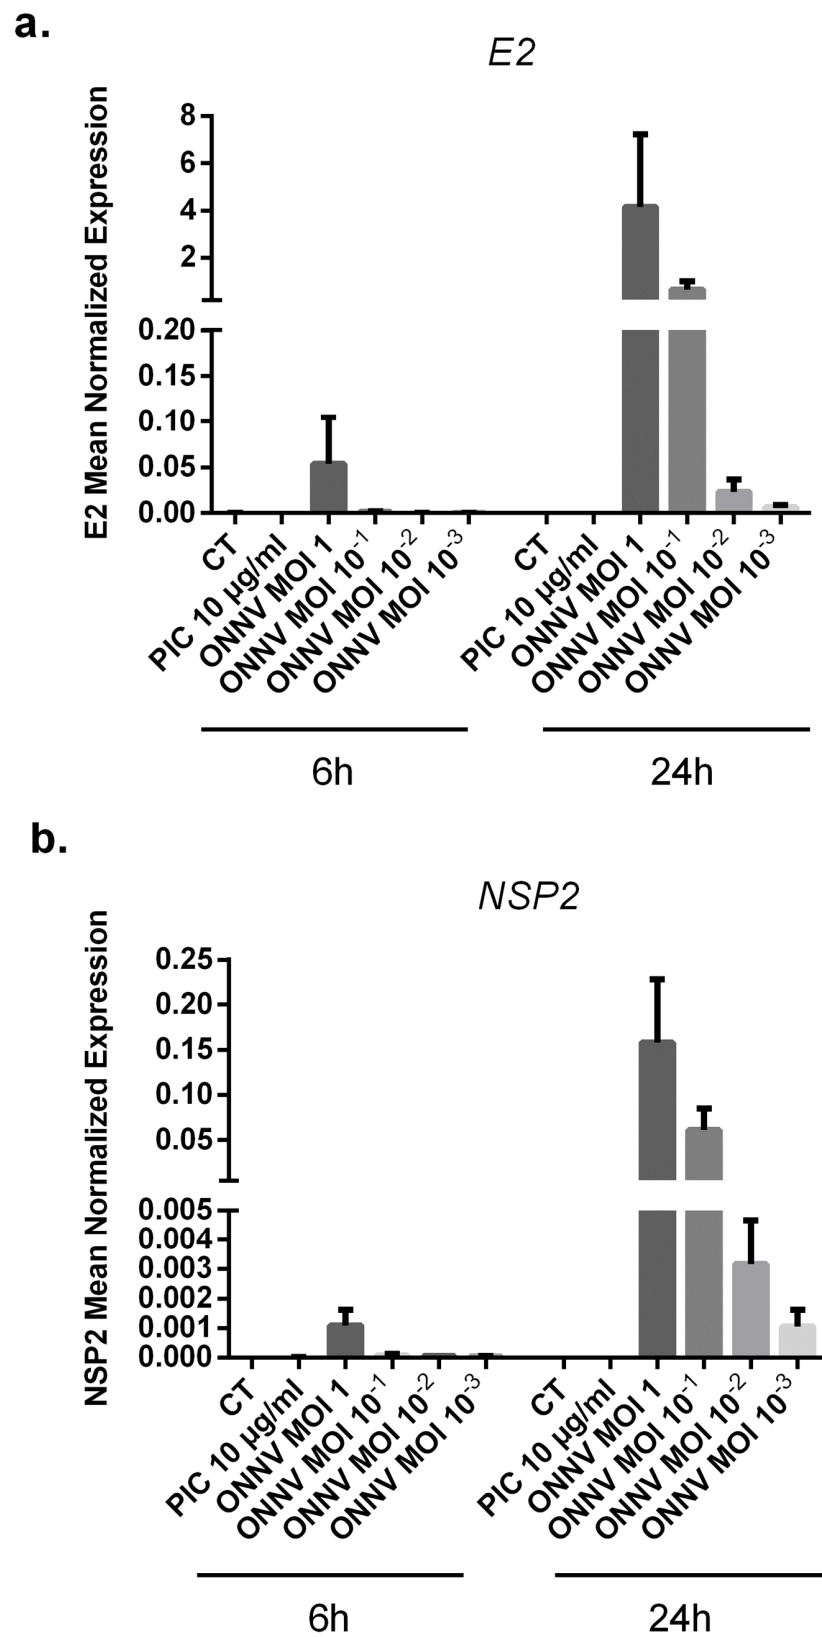 a.
E2
E2 Mean Normalized Expression
8
6
4
2
0.20
0.15
0.10
0.05
0.00
CT
PIC 10 µg/ml
ONNV MOI 1
ONNV MOI 10⁻¹
ONNV MOI 10⁻²
ONNV MOI 10⁻³
CT
PIC 10 µg/ml
ONNV MOI 1
ONNV MOI 10⁻¹
ONNV MOI 10⁻²
ONNV MOI 10⁻³
6h
24h
b.
NSP2
NSP2 Mean Normalized Expression
0.25
0.20
0.15
0.10
0.05
0.005
0.004
0.003
0.002
0.001
0.000
CT
PIC 10 µg/ml
ONNV MOI 1
ONNV MOI 10⁻¹
ONNV MOI 10⁻²
ONNV MOI 10⁻³
CT
PIC 10 µg/ml
ONNV MOI 1
ONNV MOI 10⁻¹
ONNV MOI 10⁻²
ONNV MOI 10⁻³
6h
24h